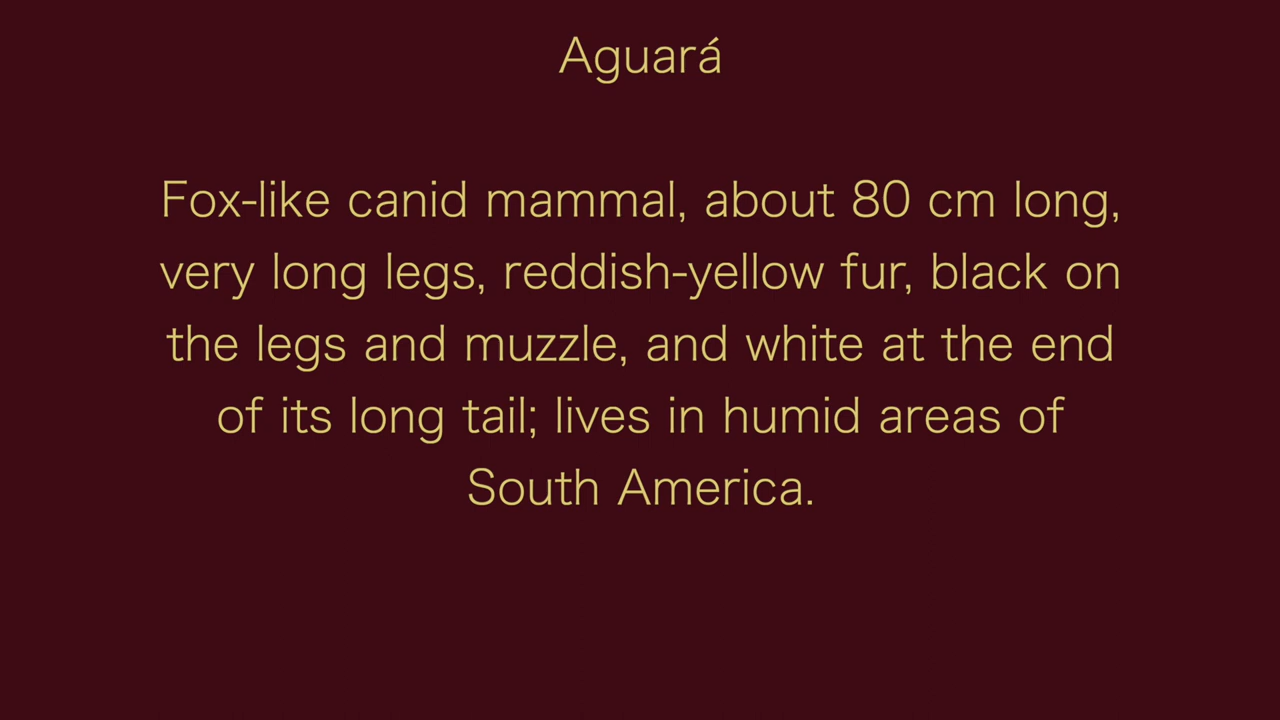 Aguará
Fox-like canid mammal, about 80 cm long,
very long legs, reddish-yellow fur, black on
the legs and muzzle, and white at the end
of its long tail; lives in humid areas of
South America.